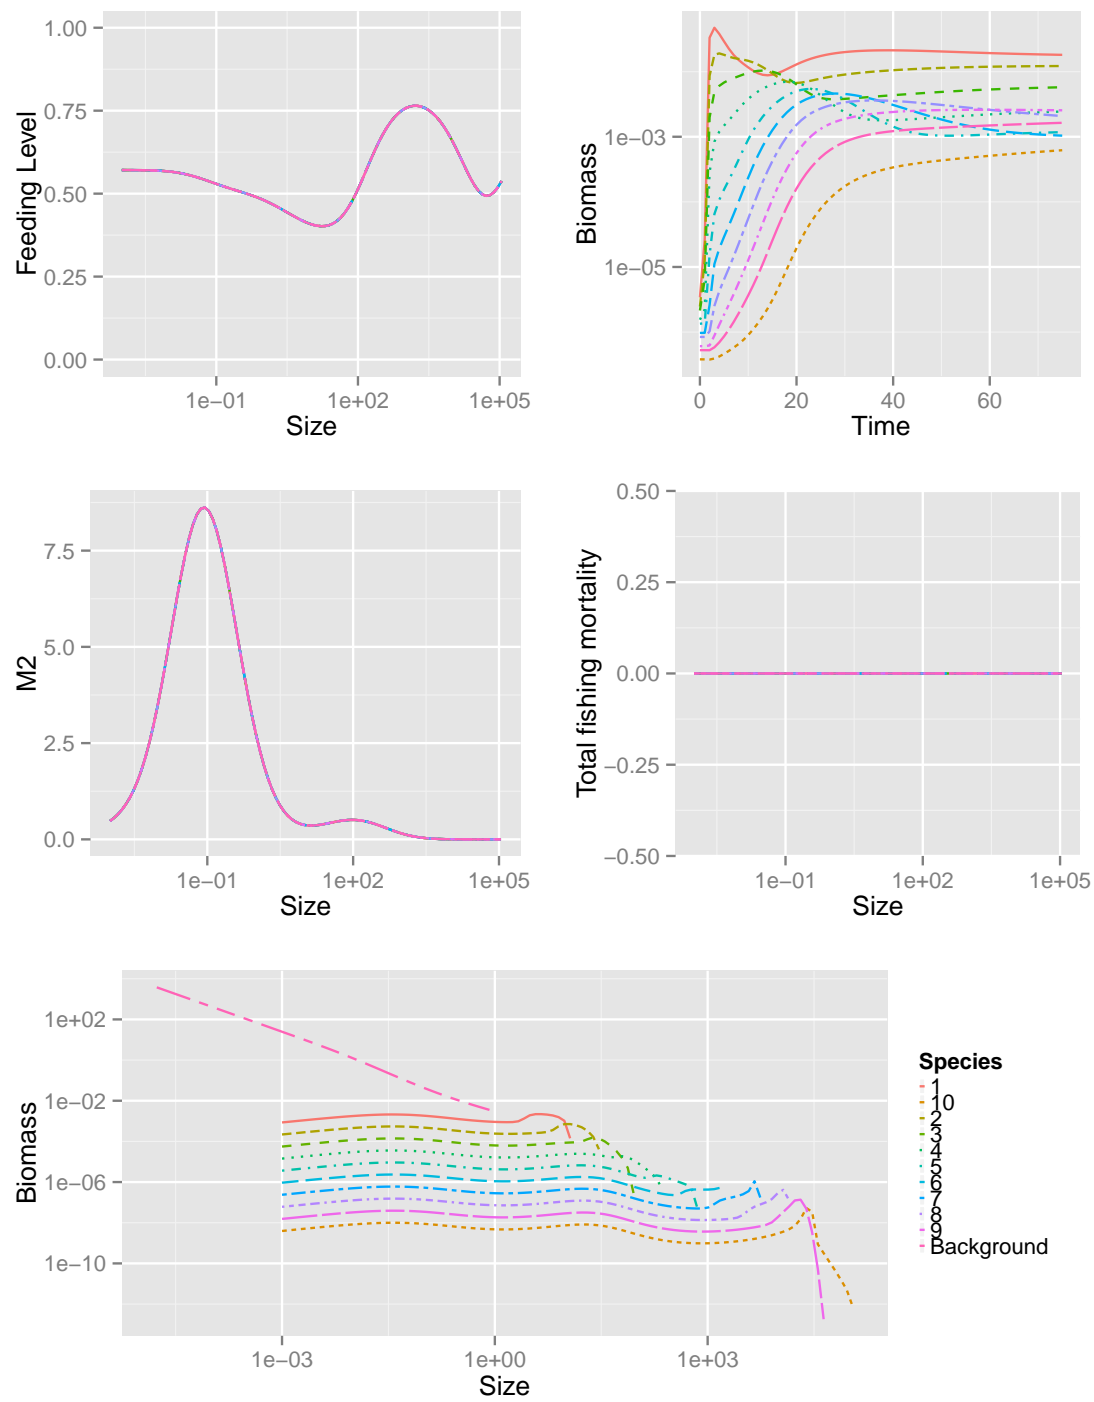 1.00
0.75
0.50
0.25
0.00
Feeding Level
1e−01 1e+02 1e+05
Size
1e−03
1e−05
Biomass
0 20 40 60
Time
7.5
5.0
2.5
0.0
M2
1e−01 1e+02 1e+05
Size
0.50
0.25
0.00
−0.25
−0.50
Total fishing mortality
1e−01 1e+02 1e+05
Size
1e+02
1e−02
1e−06
1e−10
Biomass
1e−03 1e+00 1e+03
Size
Species
1
10
2
3
4
5
6
7
8
9
Background